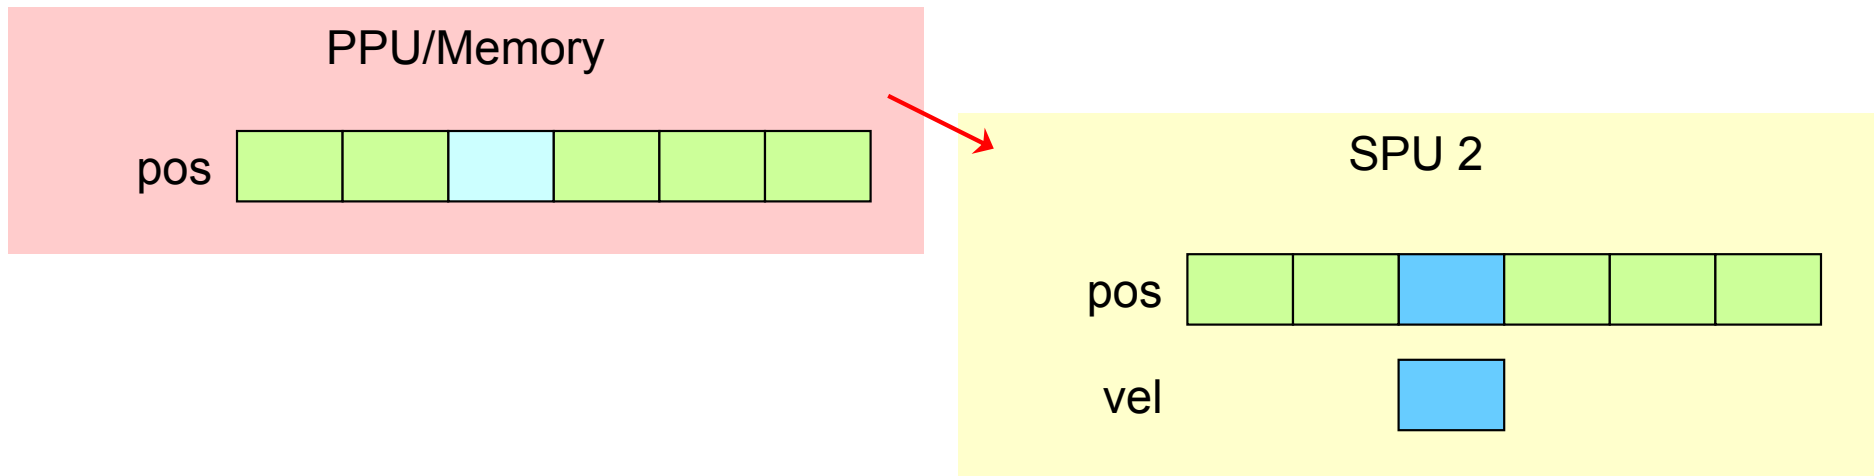 PPU/Memory
pos
SPU 2
pos
vel